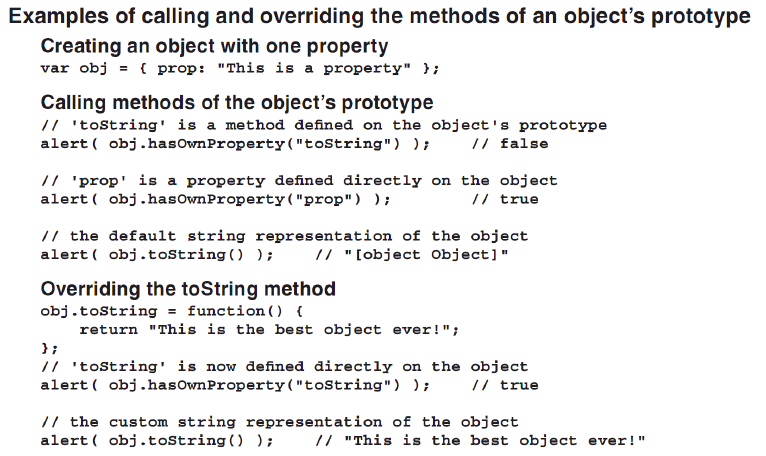 Examples of calling and overriding the methods of an object's prototype
Creating an object with one property
var obj = { prop: "This is a property" };
Calling methods of the object's prototype
// 'toString' is a method defined on the object's prototype
alert( obj.hasOwnProperty("toString") );    // false
// 'prop' is a property defined directly on the object
alert( obj.hasOwnProperty("prop") );        // true
// the default string representation of the object
alert( obj.toString() );    // "[object Object]"
Overriding the toString method
obj.toString = function() {
    return "This is the best object ever!";
};
// 'toString' is now defined directly on the object
alert( obj.hasOwnProperty("toString") );    // true
// the custom string representation of the object
alert( obj.toString() );    // "This is the best object ever!"